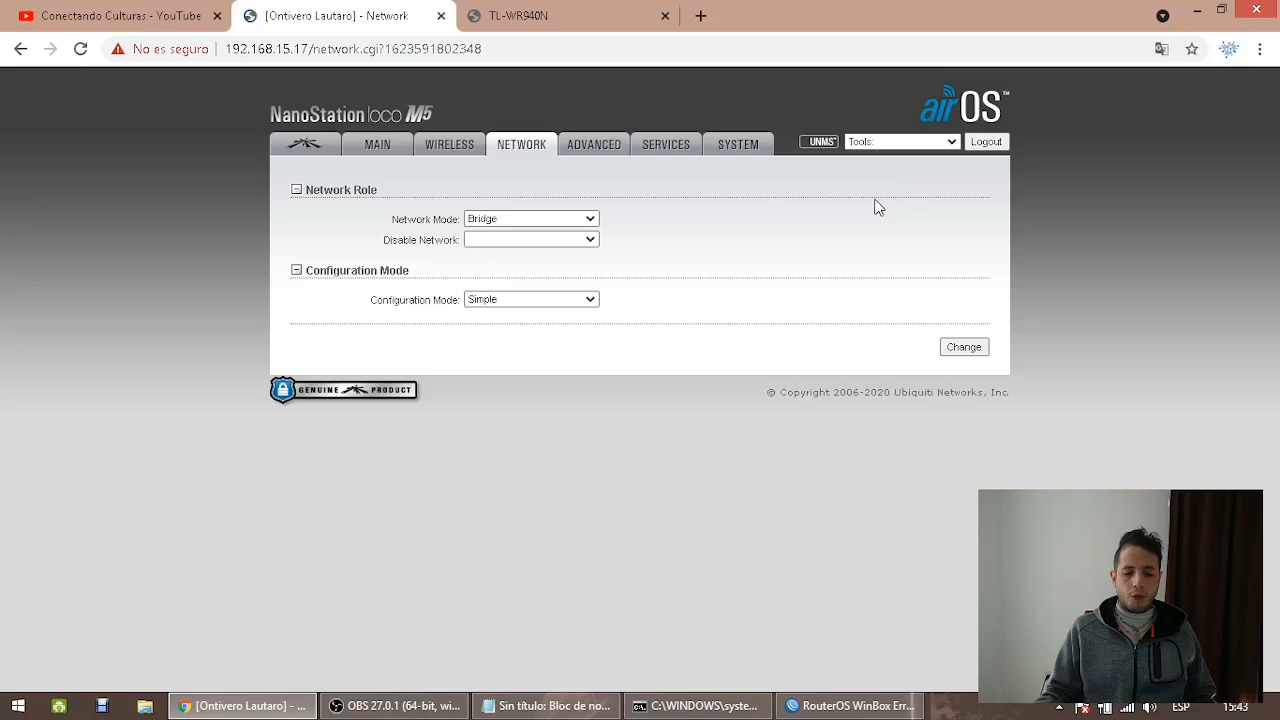 Conectando Culturas - YouTube
[Ontivero Lautaro] - Network
TL-WR940N
No es seguro
192.168.15.17/network.cgi?1623591802348
NanoStation loco M5
airOS™
MAIN
WIRELESS
NETWORK
ADVANCED
SERVICES
SYSTEM
UNMS™
Tools:
Logout
Network Role
Network Mode:
Bridge
Disable Network:
Configuration Mode
Configuration Mode:
Simple
Change
GENUINE PRODUCT
© Copyright 2006-2020 Ubiquiti Networks, Inc.
[Ontivero Lautaro] - ...
OBS 27.0.1 (64-bit, wi...
Sin título: Bloc de no...
C:\WINDOWS\syste...
RouterOS WinBox Err...
ESP
15:43